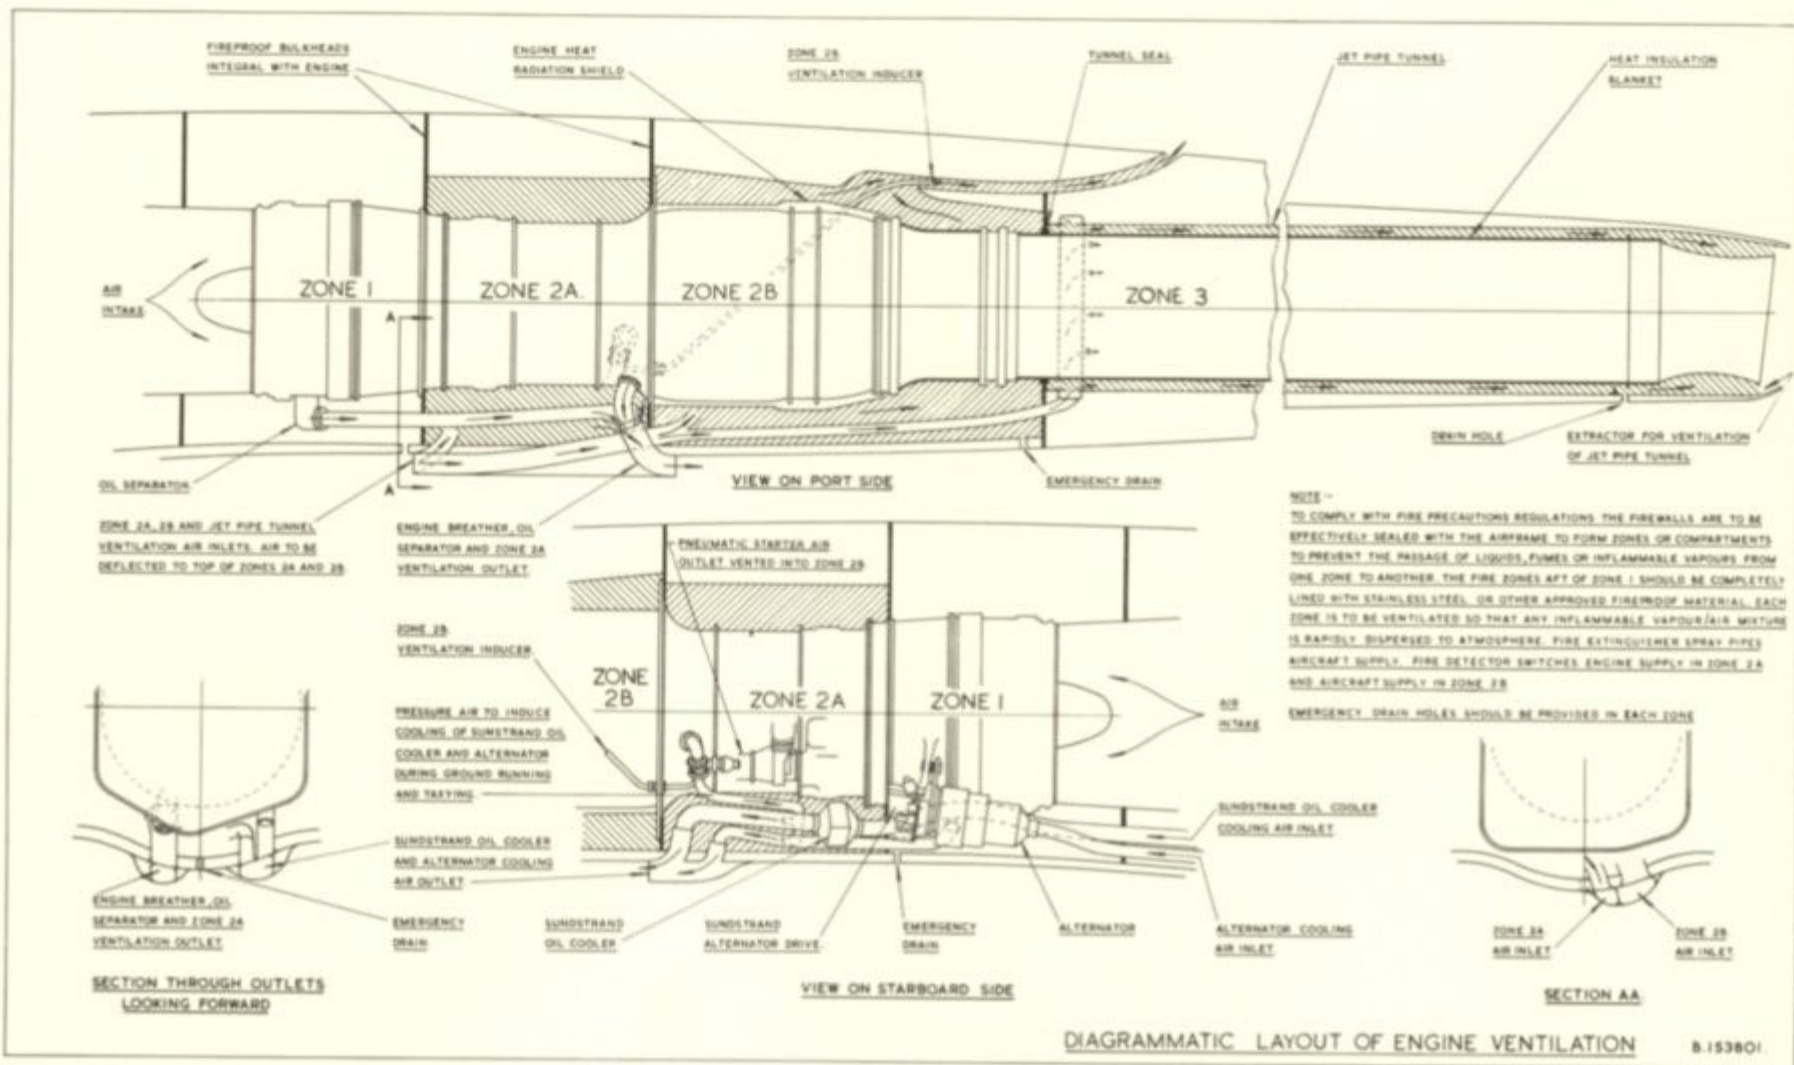 FIREPROOF BULKHEADS
INTEGRAL WITH ENGINE
ENGINE HEAT
RADIATION SHIELD
ZONE 2B.
VENTILATION INDUCER
TUNNEL SEAL
JET PIPE TUNNEL
HEAT INSULATION
BLANKET
AIR
INTAKE
ZONE 1
ZONE 2A.
ZONE 2B
ZONE 3
A
A
OIL SEPARATOR
VIEW ON PORT SIDE
EMERGENCY DRAIN
DRAIN HOLE
EXTRACTOR FOR VENTILATION
OF JET PIPE TUNNEL
ZONE 2A, 2B AND JET PIPE TUNNEL
VENTILATION AIR INLETS. AIR TO BE
DEFLECTED TO TOP OF ZONES 2A AND 2B
ENGINE BREATHER, OIL
SEPARATOR AND ZONE 2A
VENTILATION OUTLET
PNEUMATIC STARTER AIR
OUTLET VENTED INTO ZONE 2B
NOTE :-
TO COMPLY WITH FIRE PRECAUTIONS REGULATIONS THE FIREWALLS ARE TO BE
EFFECTIVELY SEALED WITH THE AIRFRAME TO FORM ZONES OR COMPARTMENTS
TO PREVENT THE PASSAGE OF LIQUIDS, FUMES OR INFLAMMABLE VAPOURS FROM
ONE ZONE TO ANOTHER. THE FIRE ZONES AFT OF ZONE 1 SHOULD BE COMPLETELY
LINED WITH STAINLESS STEEL OR OTHER APPROVED FIREPROOF MATERIAL. EACH
ZONE IS TO BE VENTILATED SO THAT ANY INFLAMMABLE VAPOUR/AIR MIXTURE
IS RAPIDLY DISPERSED TO ATMOSPHERE. FIRE EXTINGUISHER SPRAY PIPES
AIRCRAFT SUPPLY. FIRE DETECTOR SWITCHES ENGINE SUPPLY IN ZONE 2A
AND AIRCRAFT SUPPLY IN ZONE 2B
EMERGENCY DRAIN HOLES SHOULD BE PROVIDED IN EACH ZONE
ZONE 2B.
VENTILATION INDUCER.
PRESSURE AIR TO INDUCE
COOLING OF SUMSTRAND OIL
COOLER AND ALTERNATOR
DURING GROUND RUNNING
AND TAXYING.
SUNDSTRAND OIL COOLER
AND ALTERNATOR COOLING
AIR OUTLET
ZONE
2B
ZONE 2A
ZONE 1
AIR
INTAKE
SUNDSTRAND OIL COOLER
COOLING AIR INLET
ENGINE BREATHER, OIL
SEPARATOR AND ZONE 2A
VENTILATION OUTLET
EMERGENCY
DRAIN
SUNDSTRAND
OIL COOLER
SUNDSTRAND
ALTERNATOR DRIVE.
EMERGENCY
DRAIN
ALTERNATOR
ALTERNATOR COOLING
AIR INLET
ZONE 2A
AIR INLET
ZONE 2B
AIR INLET
SECTION THROUGH OUTLETS
LOOKING FORWARD
VIEW ON STARBOARD SIDE
SECTION AA.
DIAGRAMMATIC LAYOUT OF ENGINE VENTILATION
B.153801.